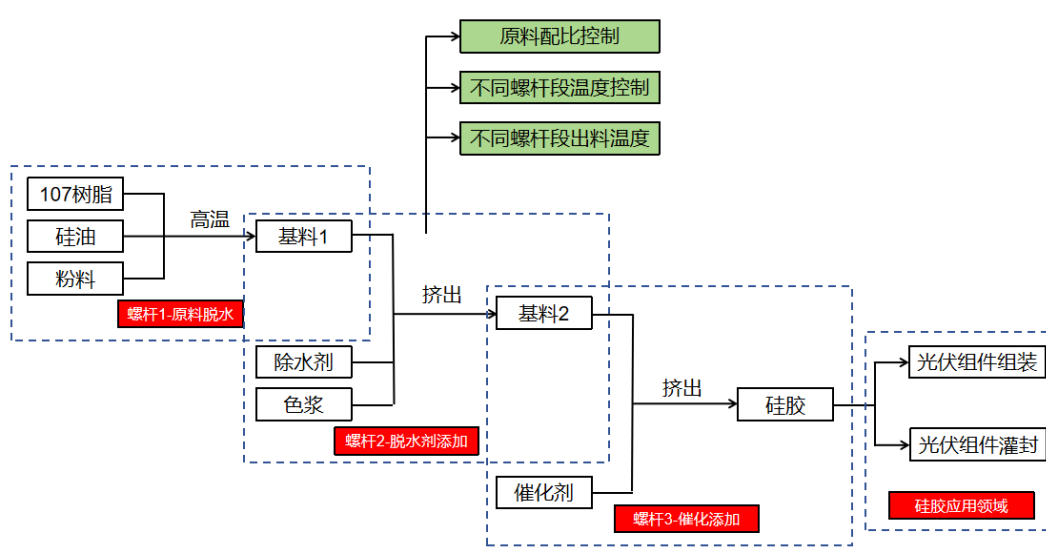 原料配比控制
不同螺杆段温度控制
不同螺杆段出料温度
107树脂
硅油
粉料
高温
基料1
螺杆1-原料脱水
除水剂
色浆
挤出
基料2
螺杆2-脱水剂添加
催化剂
挤出
硅胶
螺杆3-催化添加
光伏组件组装
光伏组件灌封
硅胶应用领域